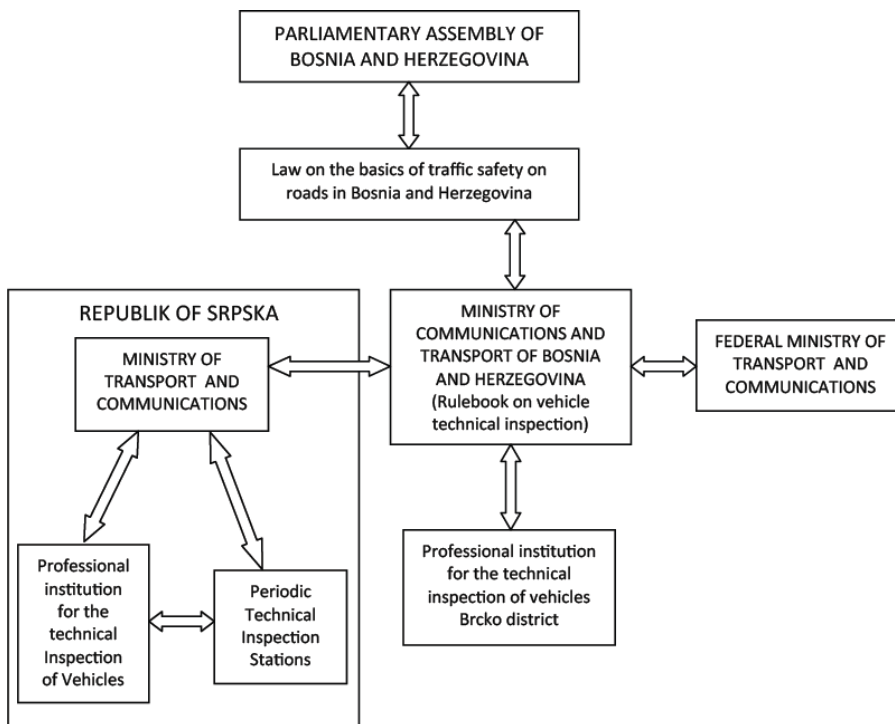 PARLIAMENTARY ASSEMBLY OF
BOSNIA AND HERZEGOVINA
Law on the basics of traffic safety on
roads in Bosnia and Herzegovina
REPUBLIK OF SRPSKA
MINISTRY OF
TRANSPORT AND
COMMUNICATIONS
MINISTRY OF
COMMUNICATIONS AND
TRANSPORT OF BOSNIA
AND HERZEGOVINA
(Rulebook on vehicle
technical inspection)
FEDERAL MINISTRY OF
TRANSPORT AND
COMMUNICATIONS
Professional
institution
for the
technical
Inspection
of Vehicles
Periodic
Technical
Inspection
Stations
Professional institution
for the technical
inspection of vehicles
Brcko district